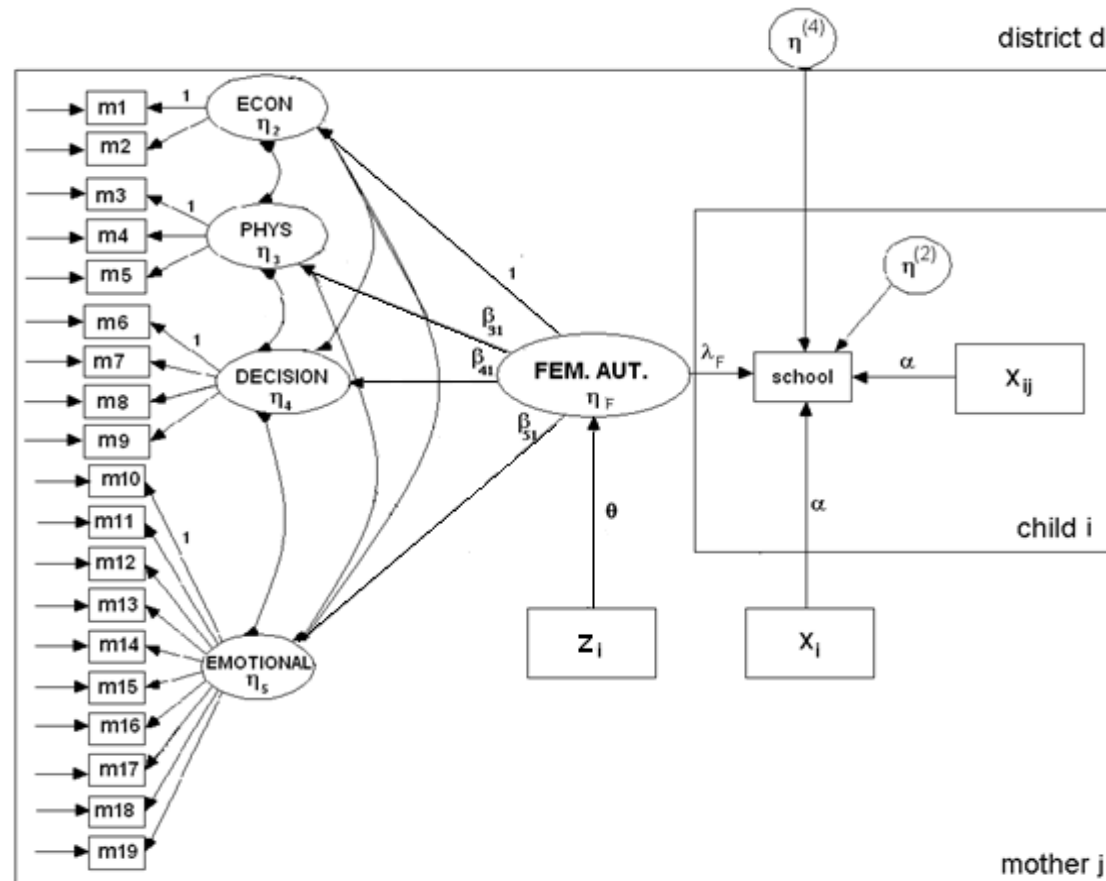 η(4)
district d
m1
1
ECON
η2
m2
m3
1
PHYS
η3
m4
m5
m6
1
m7
DECISION
η4
m8
m9
m10
m11
1
m12
m13
m14
EMOTIONAL
η5
m15
m16
m17
m18
m19
1
β31
β41
β51
FEM. AUT.
ηF
λF
η(2)
school
α
Xij
θ
α
child i
Zi
Xi
mother j